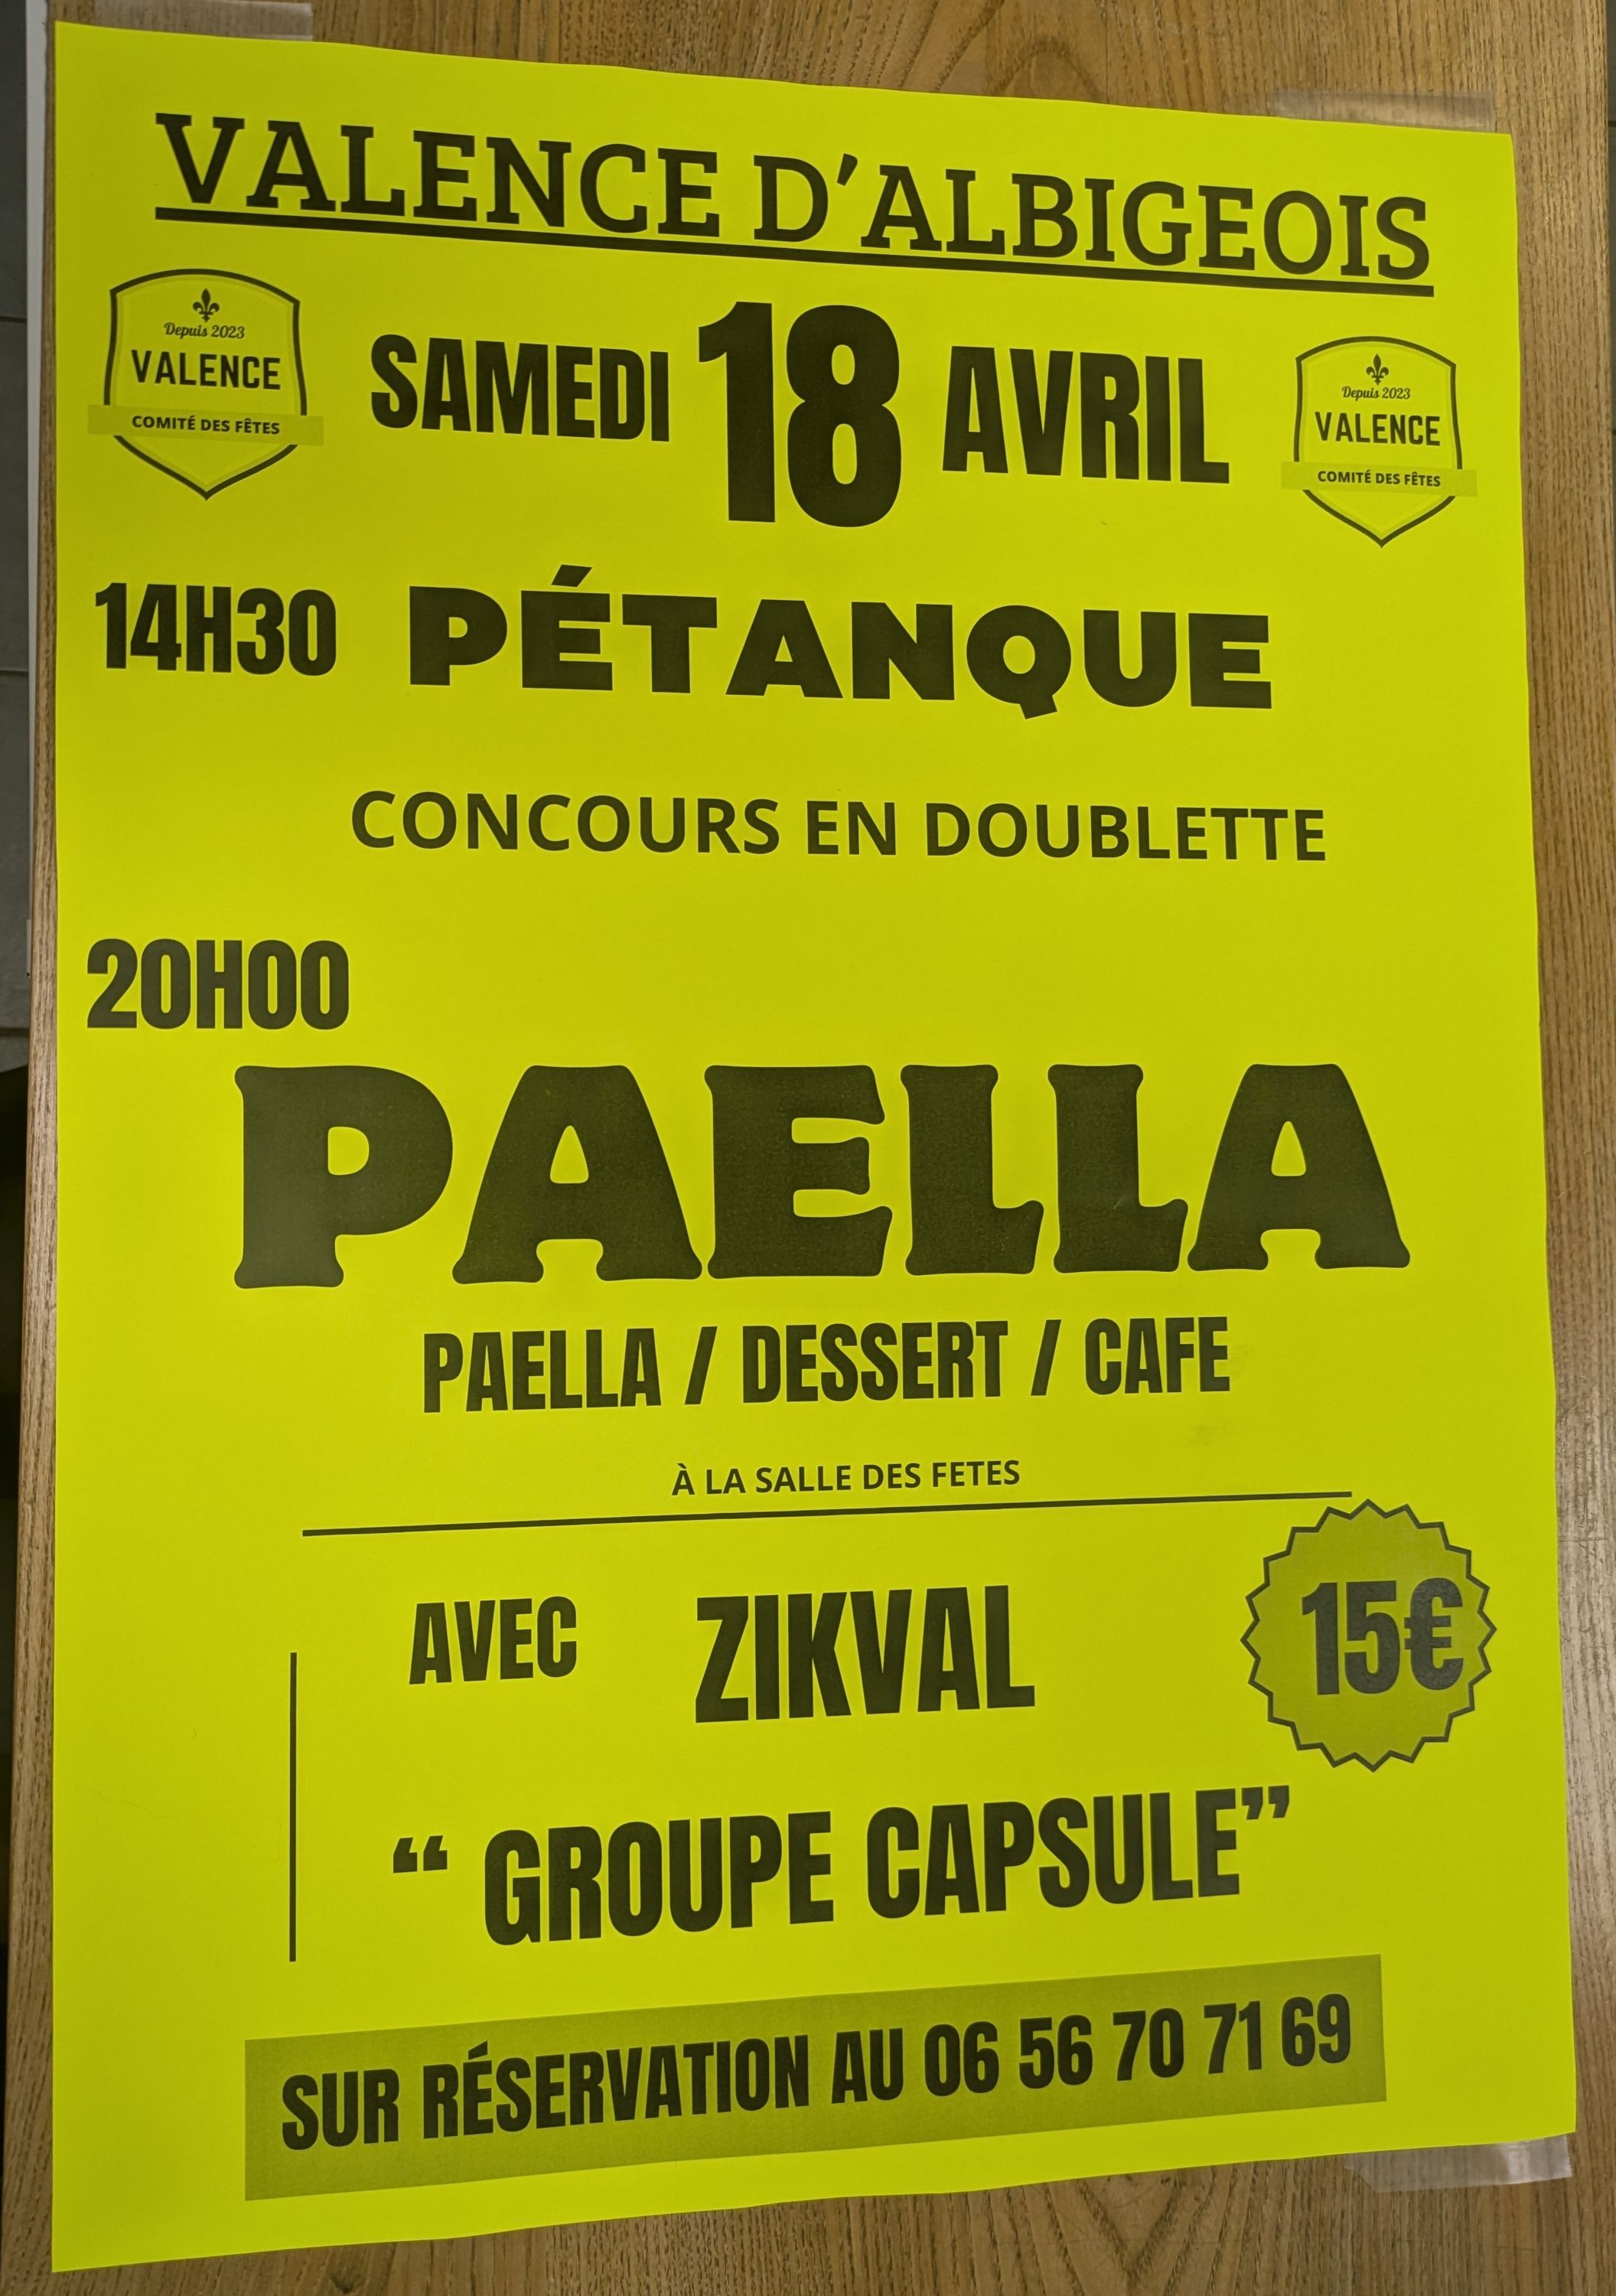 VALENCE D'ALBIGEOIS
Depuis 2023
VALENCE
COMITÉ DES FÊTES
SAMEDI 18 AVRIL
Depuis 2023
VALENCE
COMITÉ DES FÊTES
14H30 PÉTANQUE
CONCOURS EN DOUBLETTE
20H00
PAELLA
PAELLA / DESSERT / CAFE
À LA SALLE DES FETES
AVEC ZIKVAL
15€
“ GROUPE CAPSULE”
SUR RÉSERVATION AU 06 56 70 71 69